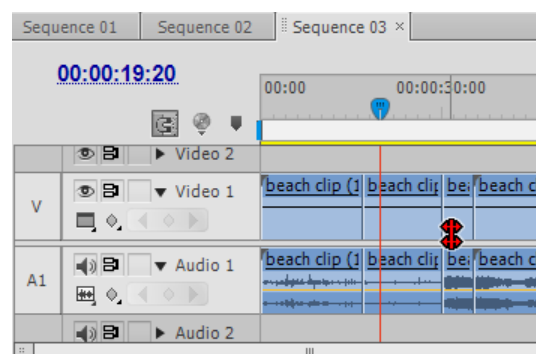 Sequence 01 Sequence 02 Sequence 03 ×
00:00:19:20
00:00 00:00:30:00
Video 2
V Video 1 beach clip (1 beach clip bea beach c
A1 Audio 1 beach clip (1 beach clip bea beach c
Audio 2